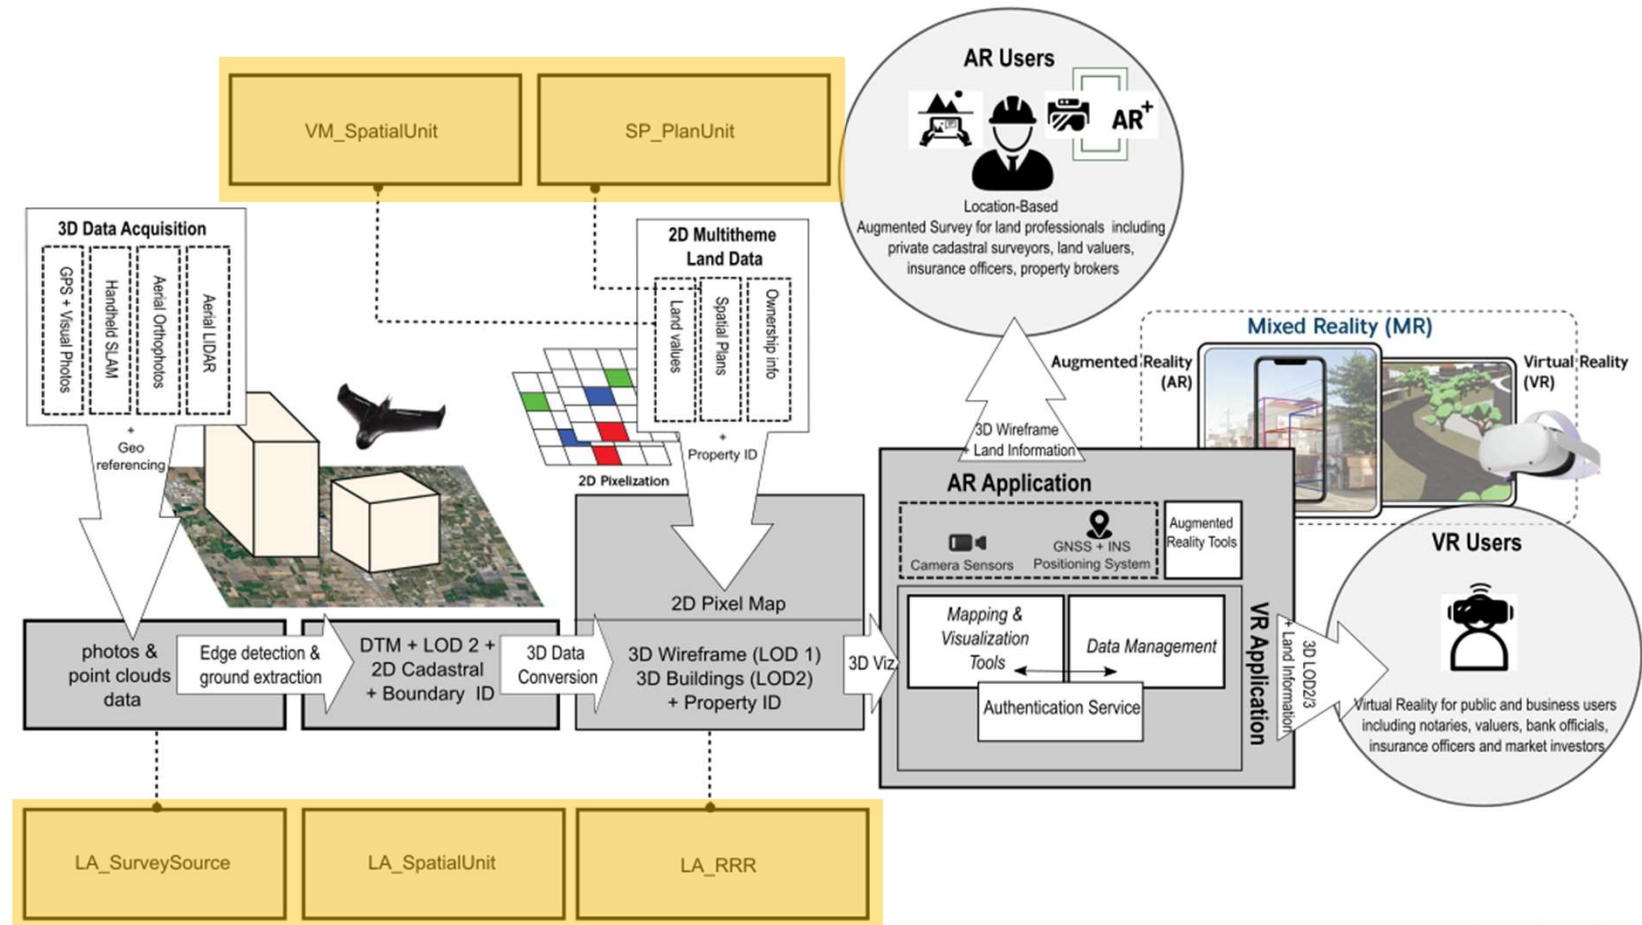 AR Users
VM_SpatialUnit
SP_PlanUnit
AR+
Location-Based
Augmented Survey for land professionals including
private cadastral surveyors, land valuers,
insurance officers, property brokers
3D Data Acquisition
GPS + Visual Photos
Handheld SLAM
Aerial Orthophotos
Aerial LIDAR
+
Geo
referencing
2D Multitheme
Land Data
Land values
Spatial Plans
Ownership info
+
Property ID
2D Pixelization
Mixed Reality (MR)
Augmented Reality
(AR)
Virtual Reality
(VR)
3D Wireframe
+ Land Information
AR Application
Camera Sensors
GNSS + INS
Positioning System
Augmented
Reality Tools
Mapping &
Visualization
Tools
Data Management
Authentication Service
VR Application
3D LOD2/3
+ Land Information
VR Users
Virtual Reality for public and business users
including notaries, valuers, bank officials,
insurance officers and market investors
2D Pixel Map
photos &
point clouds
data
Edge detection &
ground extraction
DTM + LOD 2 +
2D Cadastral
+ Boundary ID
3D Data
Conversion
3D Wireframe (LOD 1)
3D Buildings (LOD2)
+ Property ID
3D Viz
LA_SurveySource
LA_SpatialUnit
LA_RRR